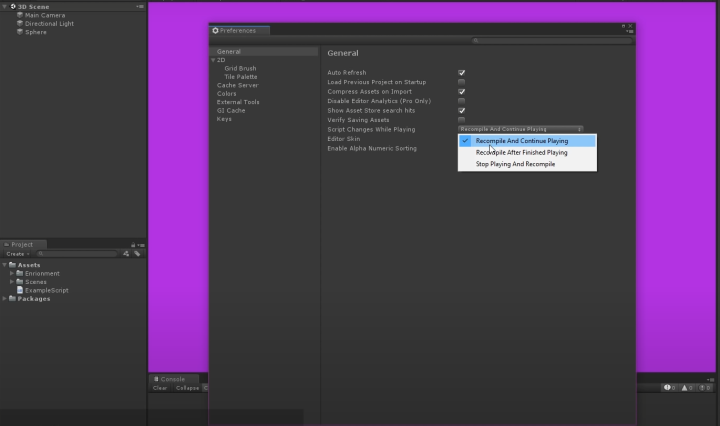 3D Scene
Main Camera
Directional Light
Sphere
Preferences
General
2D
Grid Brush
Tile Palette
Cache Server
Colors
External Tools
GI Cache
Keys
General
Auto Refresh
Load Previous Project on Startup
Compress Assets on Import
Disable Editor Analytics (Pro Only)
Show Asset Store search hits
Verify Saving Assets
Script Changes While Playing Recompile And Continue Playing
Editor Skin
Enable Alpha Numeric Sorting
Recompile And Continue Playing
Recompile After Finished Playing
Stop Playing And Recompile
Project
Create
Assets
Enrionment
Scenes
ExampleScript
Packages
Console
Clear Collapse
0 0 0